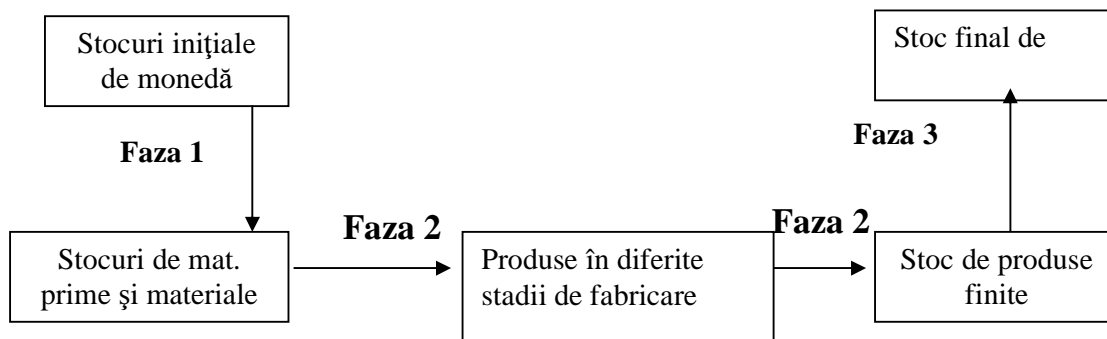 Stocuri iniţiale
de monedă
Stoc final de
Faza 1
Faza 3
Faza 2
Faza 2
Stocuri de mat.
prime şi materiale
Produse în diferite
stadii de fabricare
Stoc de produse
finite